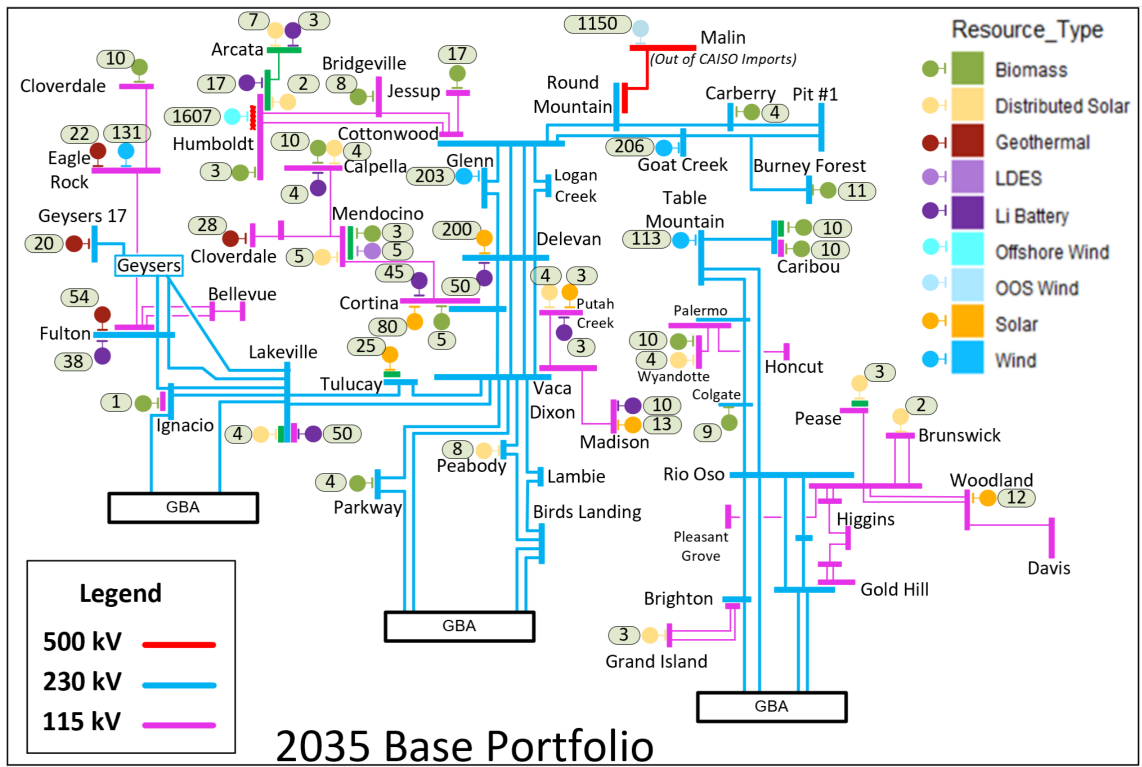 7
3
1150
Arcata
Malin
(Out of CAISO Imports)
Resource_Type
10
Cloverdale
17
2
Bridgeville
8
17
Jessup
Round
Mountain
Carberry
4
Pit #1
Biomass
Distributed Solar
Geothermal
LDES
Li Battery
Offshore Wind
OOS Wind
Solar
Wind
22
131
Eagle
Rock
1607
Humboldt
3
10
4
Calpella
4
Cottonwood
Glenn
203
Logan
Creek
206
Goat Creek
Burney Forest
11
Geysers 17
20
Geysers
28
Cloverdale
Mendocino
3
5
5
200
Delevan
50
Table
Mountain
113
10
10
Caribou
54
Fulton
38
Bellevue
45
Cortina
80
5
4
3
Putah
Creek
3
Palermo
10
4
Wyandotte
Honcut
Lakeville
25
Tulucay
Vaca
Dixon
10
13
Madison
Colgate
9
3
Pease
2
Brunswick
1
Ignacio
4
50
8
Peabody
4
Parkway
Lambie
Birds Landing
Rio Oso
Woodland
12
Higgins
Pleasant
Grove
Davis
Gold Hill
Brighton
3
Grand Island
GBA
GBA
GBA
Legend
500 kV
230 kV
115 kV
2035 Base Portfolio